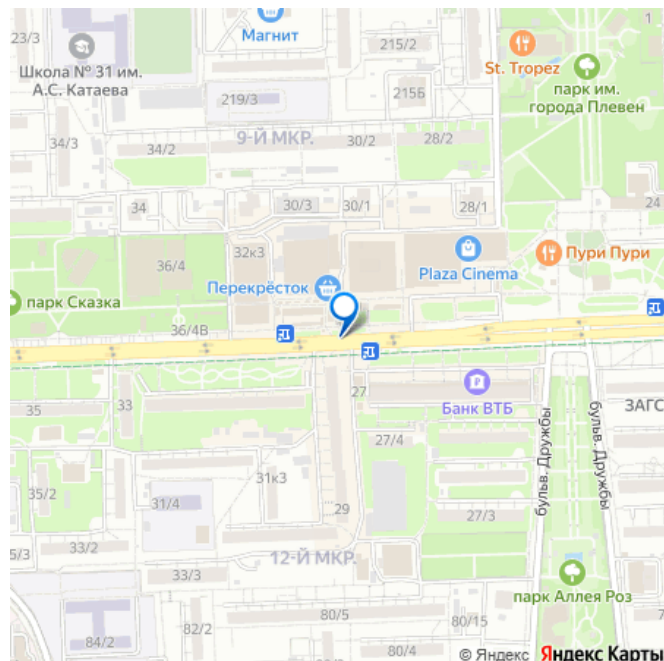 23/3
Магнит
215/2
St. Tropez
1
Школа № 31 им.
А.С. Катаева
219/3
215б
парк им.
города Плевен
9-Й МКР.
34/3
34/2
30/2
28/2
34
30/3
30/1
28/1
24
32к3
36/4
Перекрёсток
Plaza Cinema
Пури Пури
парк Сказка
36/4В
35
33
27
Банк ВТБ
ЗАГС
27/4
бульв. Дружбы
бульв. Дружбы
35/2
31/4
31к3
29
27/3
5/3
33/2
12-Й МКР.
33/3
парк Аллея Роз
84/2
82/2
80/5
80/4
80/15
7
© Яндекс Яндекс Карты